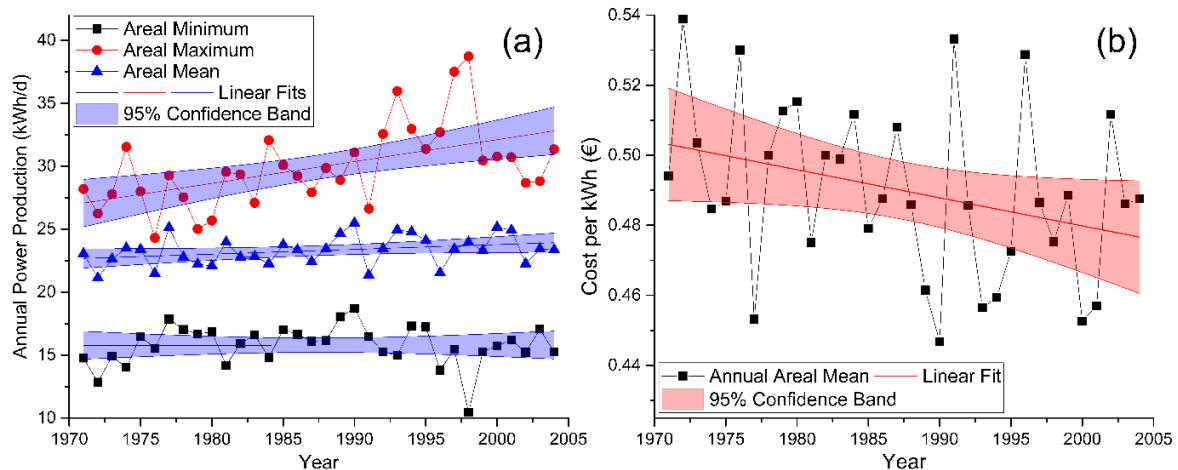 (a)
Areal Minimum
Areal Maximum
Areal Mean
Linear Fits
95% Confidence Band
Annual Power Production (kWh/d)
40
35
30
25
20
15
10
1970 1975 1980 1985 1990 1995 2000 2005
Year
(b)
Cost per kWh (€)
0.54
0.52
0.50
0.48
0.46
0.44
Annual Areal Mean Linear Fit
95% Confidence Band
1970 1975 1980 1985 1990 1995 2000 2005
Year